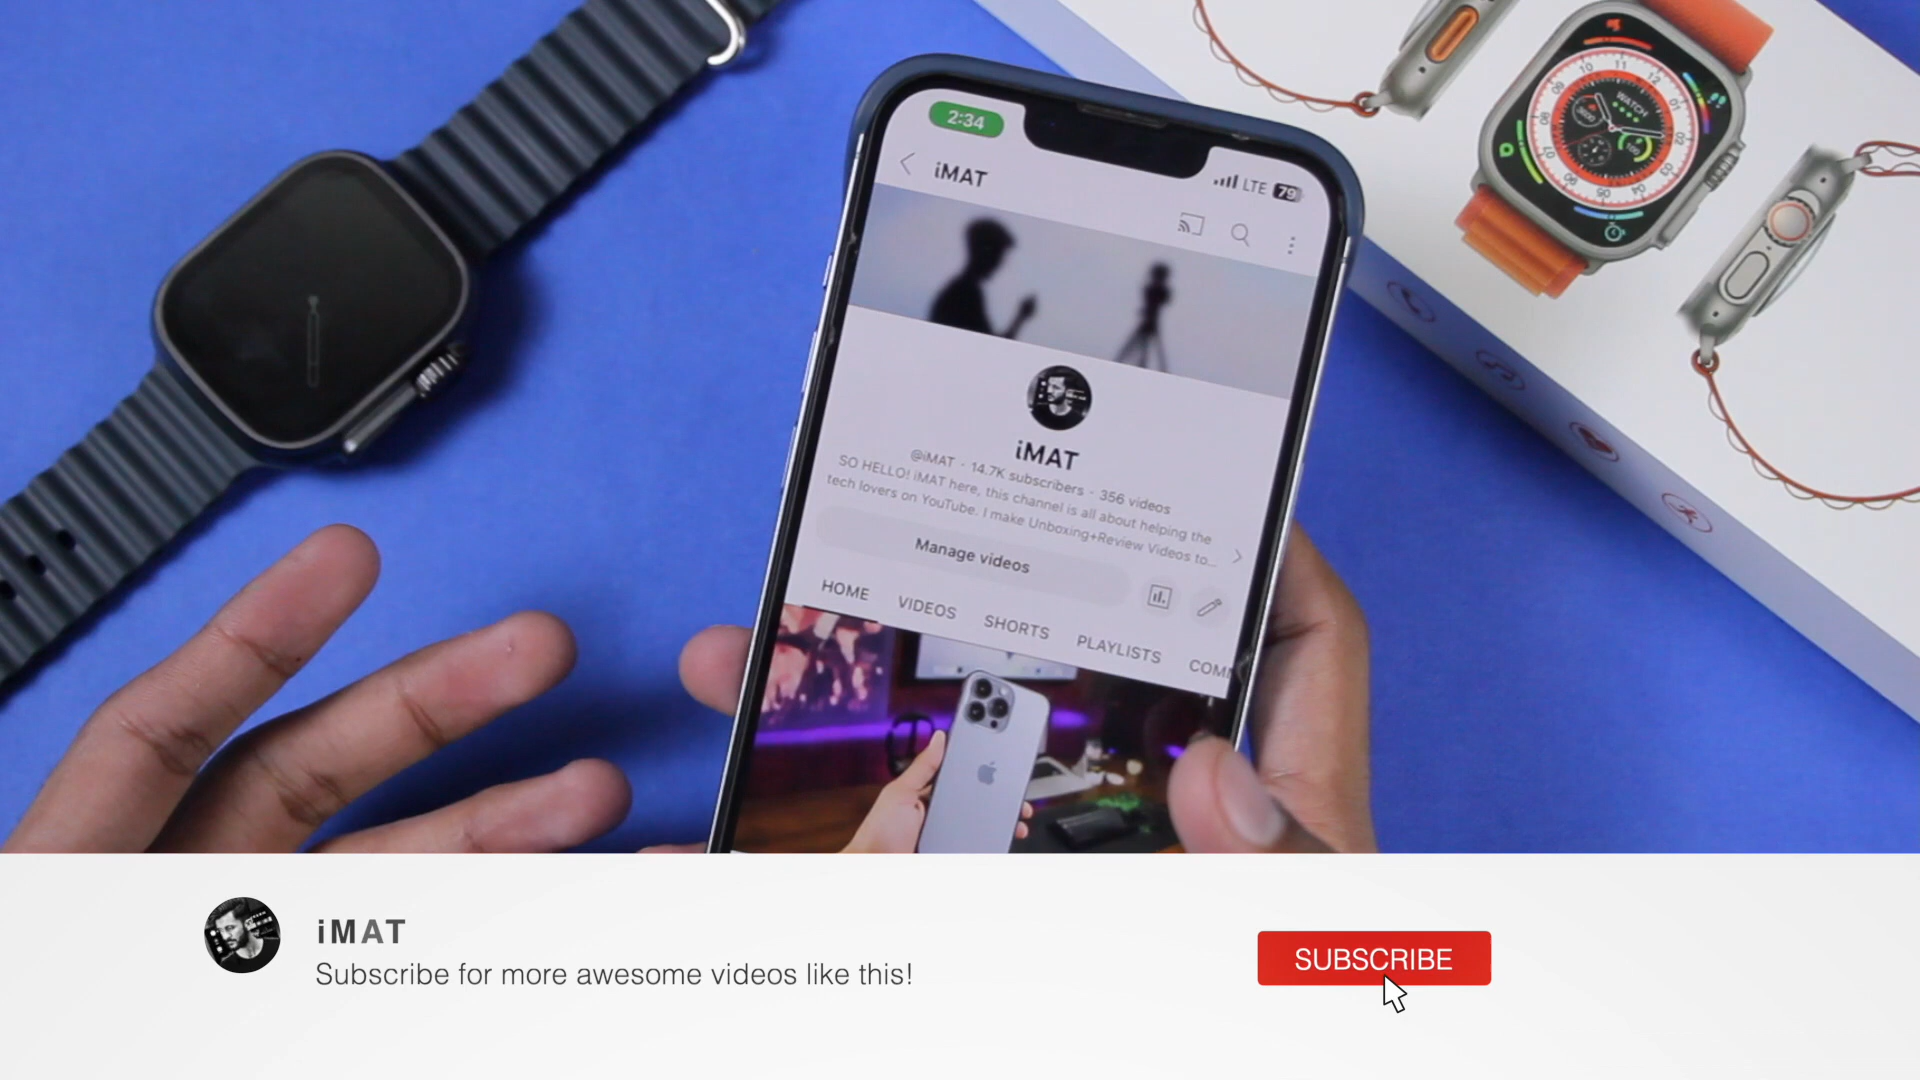 2:34
LTE 79
iMAT
iMAT
@iMAT · 14.7K subscribers · 356 videos
SO HELLO! iMAT here, this channel is all about helping the
tech lovers on YouTube. I make Unboxing+Review Videos to...
Manage videos
HOME VIDEOS SHORTS PLAYLISTS COMM
WATCH
iMAT
Subscribe for more awesome videos like this!
SUBSCRIBE